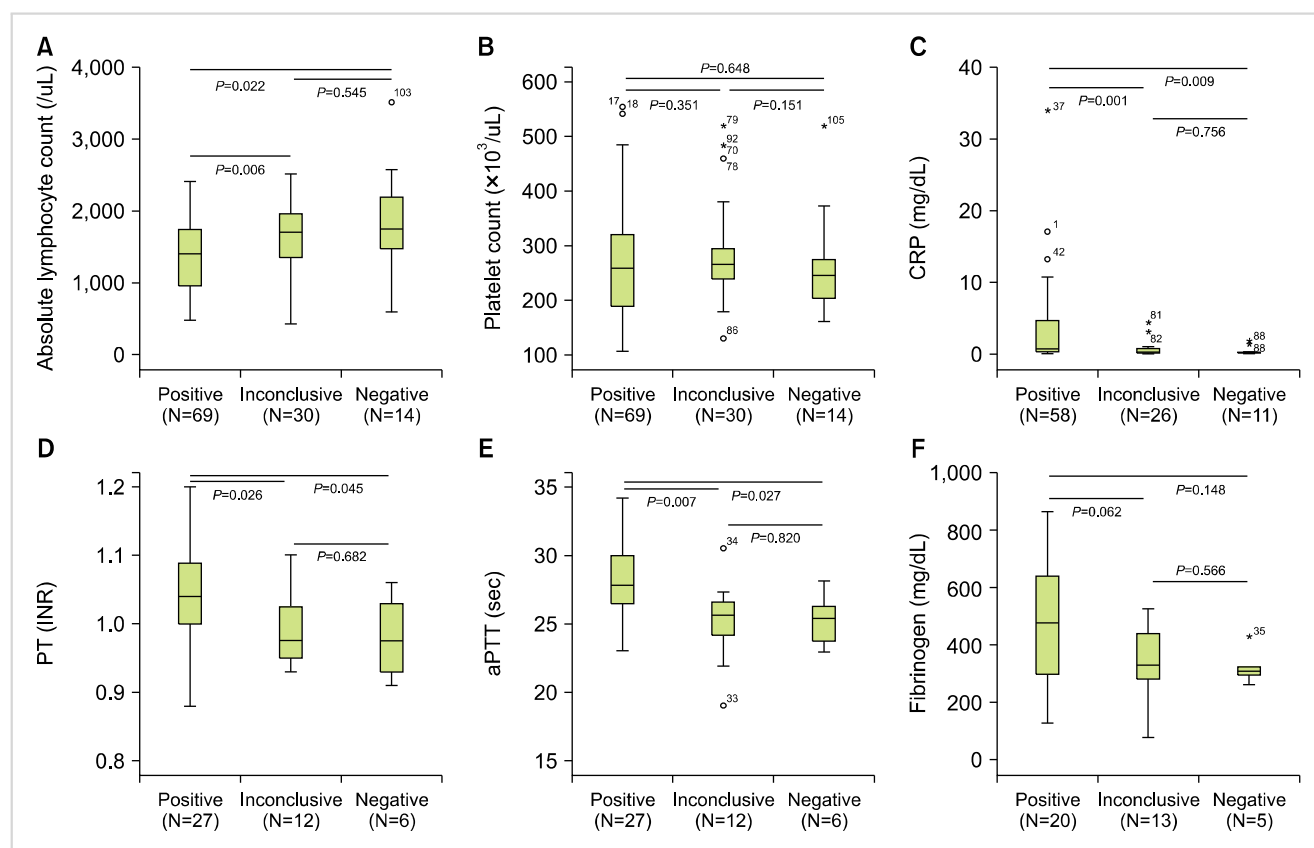 A
Absolute lymphocyte count (/uL)
4,000
3,000
2,000
1,000
0
P=0.022
P=0.545
103
P=0.006
Positive
(N=69)
Inconclusive
(N=30)
Negative
(N=14)
B
Platelet count (×10³/uL)
600
500
400
300
200
100
P=0.648
P=0.351
P=0.151
17
18
79
92
70
78
86
105
Positive
(N=69)
Inconclusive
(N=30)
Negative
(N=14)
C
CRP (mg/dL)
40
30
20
10
0
P=0.009
P=0.001
P=0.756
37
1
42
81
82
88
88
Positive
(N=58)
Inconclusive
(N=26)
Negative
(N=11)
D
PT (INR)
1.2
1.1
1.0
0.9
0.8
P=0.026
P=0.045
P=0.682
Positive
(N=27)
Inconclusive
(N=12)
Negative
(N=6)
E
aPTT (sec)
35
30
25
20
15
P=0.007
P=0.027
P=0.820
34
33
Positive
(N=27)
Inconclusive
(N=12)
Negative
(N=6)
F
Fibrinogen (mg/dL)
1,000
800
600
400
200
0
P=0.148
P=0.062
P=0.566
35
Positive
(N=20)
Inconclusive
(N=13)
Negative
(N=5)